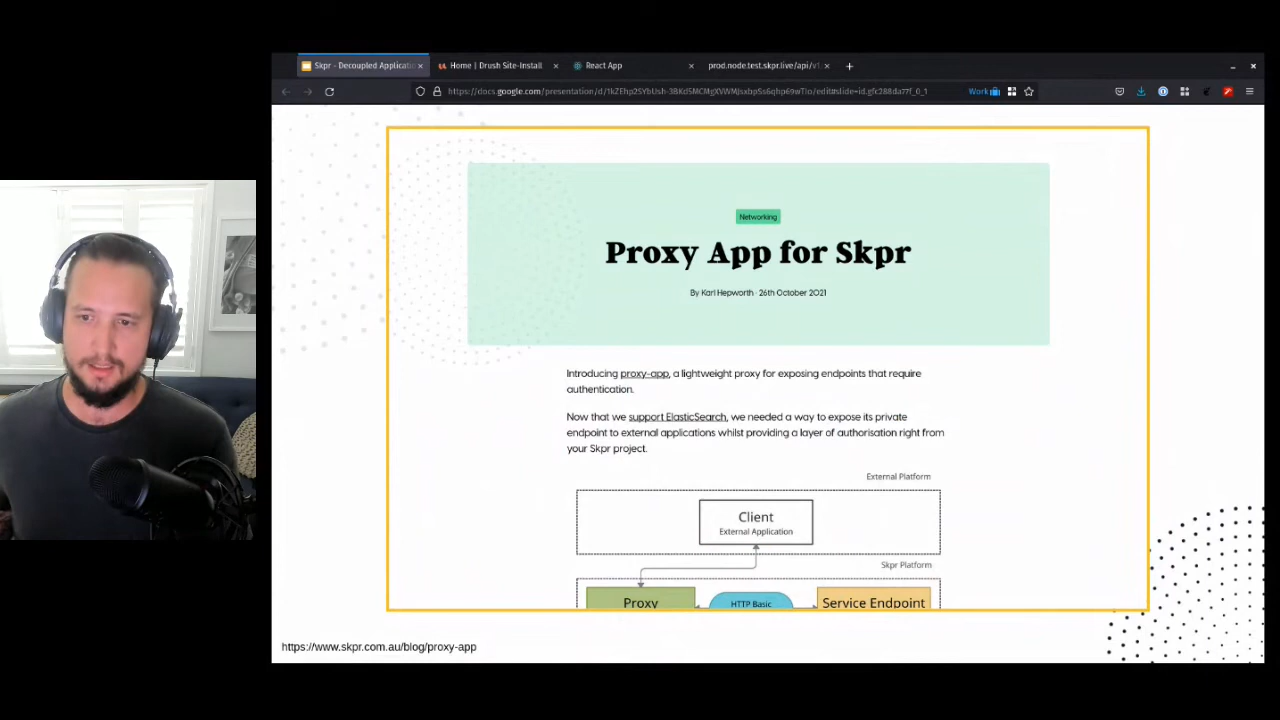 Skpr - Decoupled Applicatio
Home | Drush Site-Install
React App
prod.node.test.skpr.live/api/v1
Work
Networking
Proxy App for Skpr
By Karl Hepworth · 26th October 2021
Introducing proxy-app, a lightweight proxy for exposing endpoints that require
authentication.
Now that we support ElasticSearch, we needed a way to expose its private
endpoint to external applications whilst providing a layer of authorisation right from
your Skpr project.
External Platform
Client
External Application
Skpr Platform
Proxy
HTTP Basic
Service Endpoint
https://www.skpr.com.au/blog/proxy-app